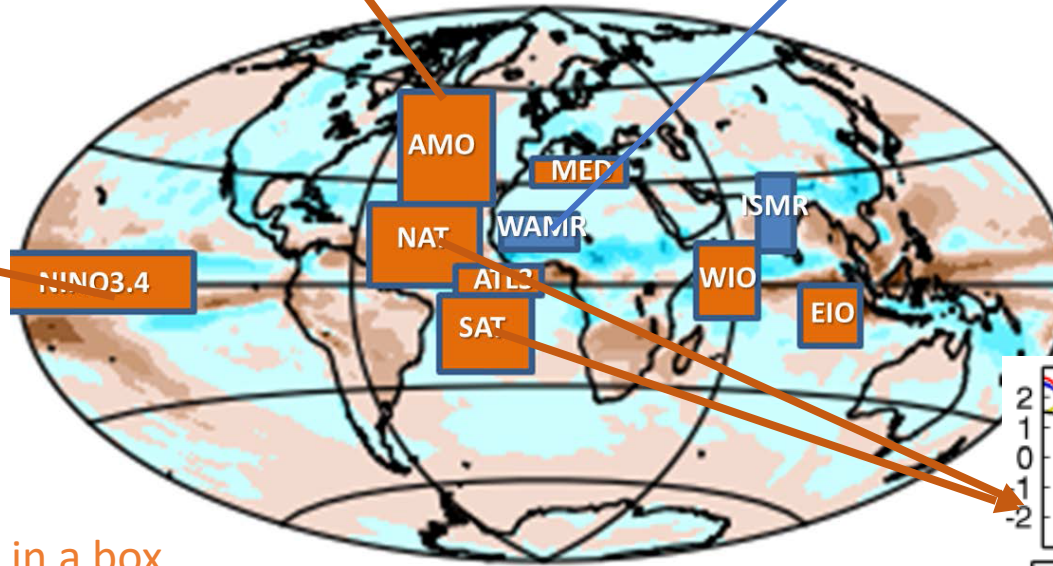 AMO
MED
ISMR
WAMR
NAT
ATL3
WIO
NINO3.4
EIO
SAT
2
1
0
-1
-2
in a box